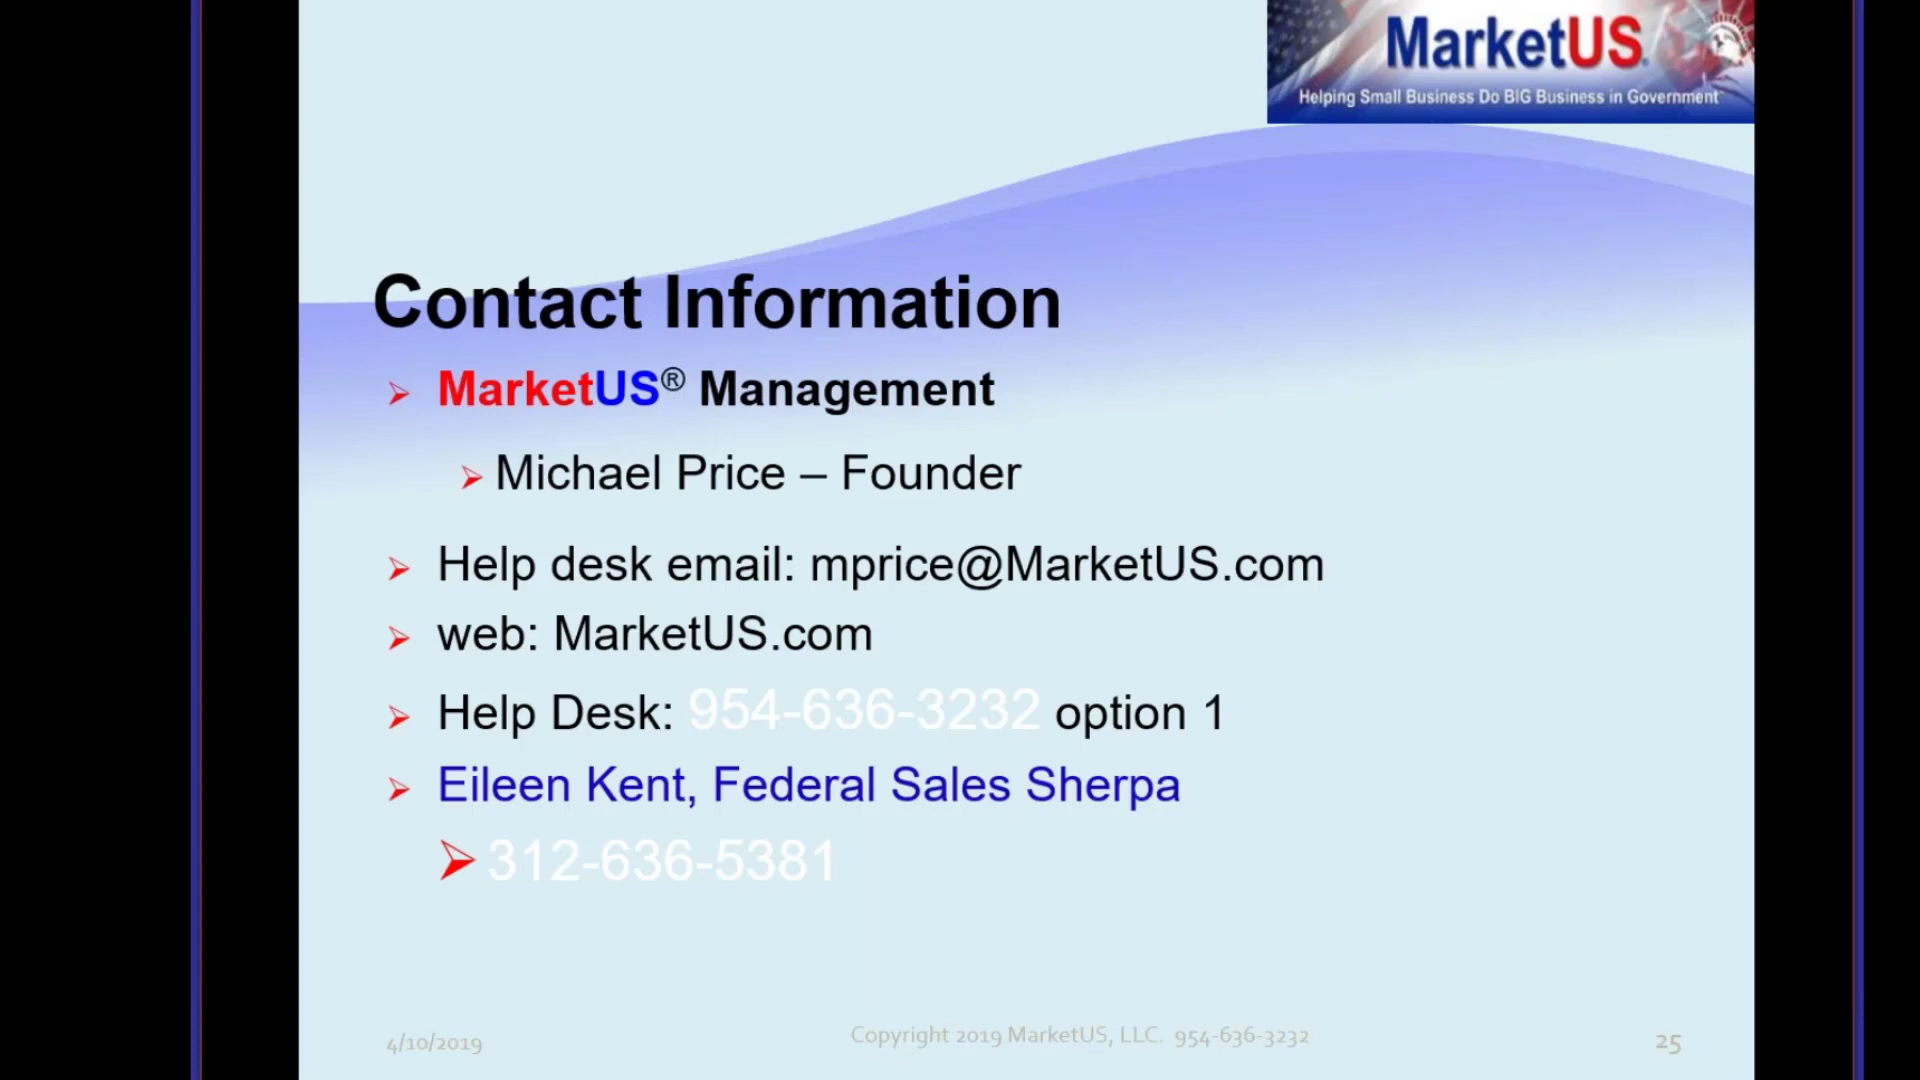 MarketUS
Helping Small Business Do BIG Business in Government
Contact Information
MarketUS® Management
Michael Price – Founder
Help desk email: mprice@MarketUS.com
web: MarketUS.com
Help Desk: 954-636-3232 option 1
Eileen Kent, Federal Sales Sherpa
312-636-5381
4/10/2019
Copyright 2019 MarketUS, LLC. 954-636-3232
25